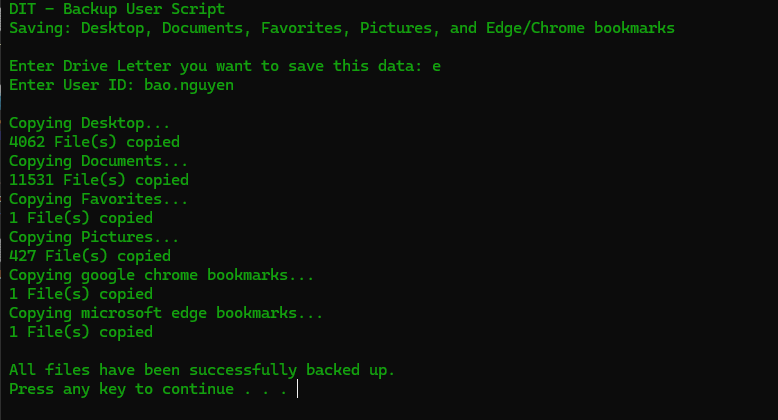 DIT - Backup User Script
Saving: Desktop, Documents, Favorites, Pictures, and Edge/Chrome bookmarks
Enter Drive Letter you want to save this data: e
Enter User ID: bao.nguyen
Copying Desktop...
4062 File(s) copied
Copying Documents...
11531 File(s) copied
Copying Favorites...
1 File(s) copied
Copying Pictures...
427 File(s) copied
Copying google chrome bookmarks...
1 File(s) copied
Copying microsoft edge bookmarks...
1 File(s) copied
All files have been successfully backed up.
Press any key to continue . . .